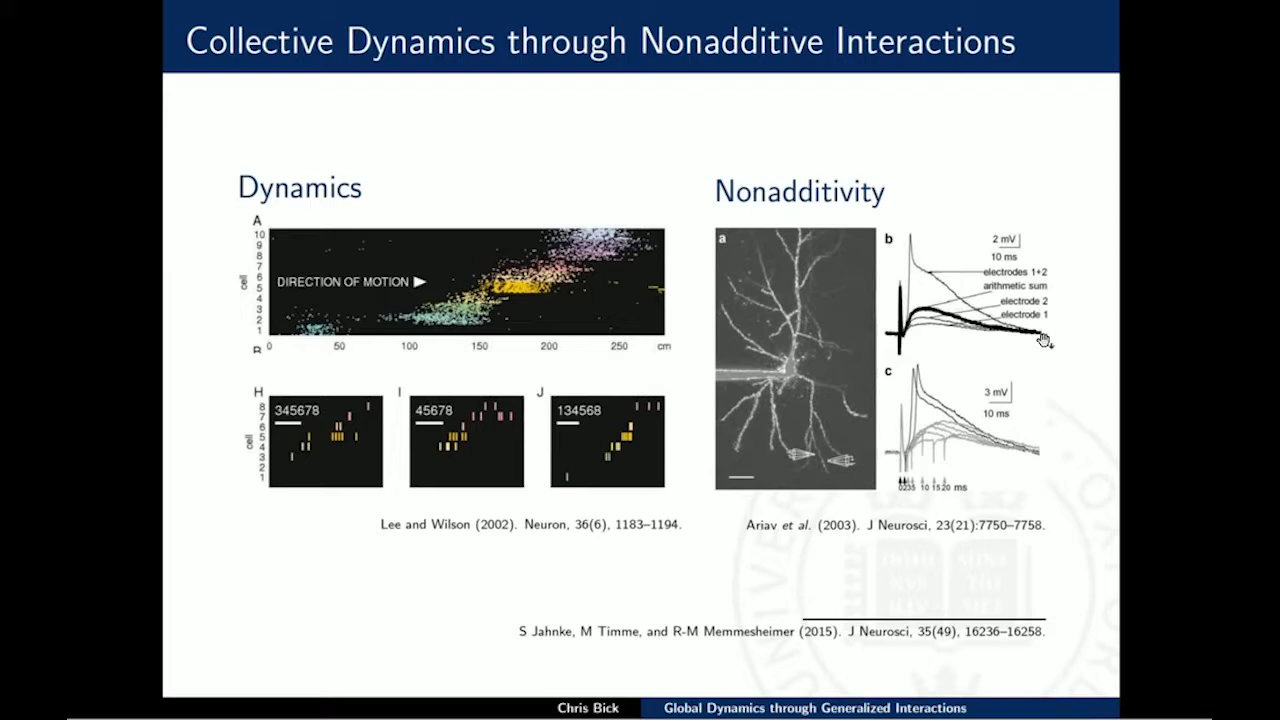 Collective Dynamics through Nonadditive Interactions
Dynamics
A
10
9
8
7
6
5
4
3
2
1
cell
DIRECTION OF MOTION
0 50 100 150 200 250 cm
H
8
7
6
5
4
3
2
1
cell
345678
I
45678
J
134568
Lee and Wilson (2002). Neuron, 36(6), 1183–1194.
Nonadditivity
a
b
2 mV
10 ms
electrodes 1+2
arithmetic sum
electrode 2
electrode 1
c
3 mV
10 ms
0235 10 15 20 ms
Ariav et al. (2003). J Neurosci, 23(21):7750–7758.
S Jahnke, M Timme, and R-M Memmesheimer (2015). J Neurosci, 35(49), 16236–16258.
Chris Bick
Global Dynamics through Generalized Interactions